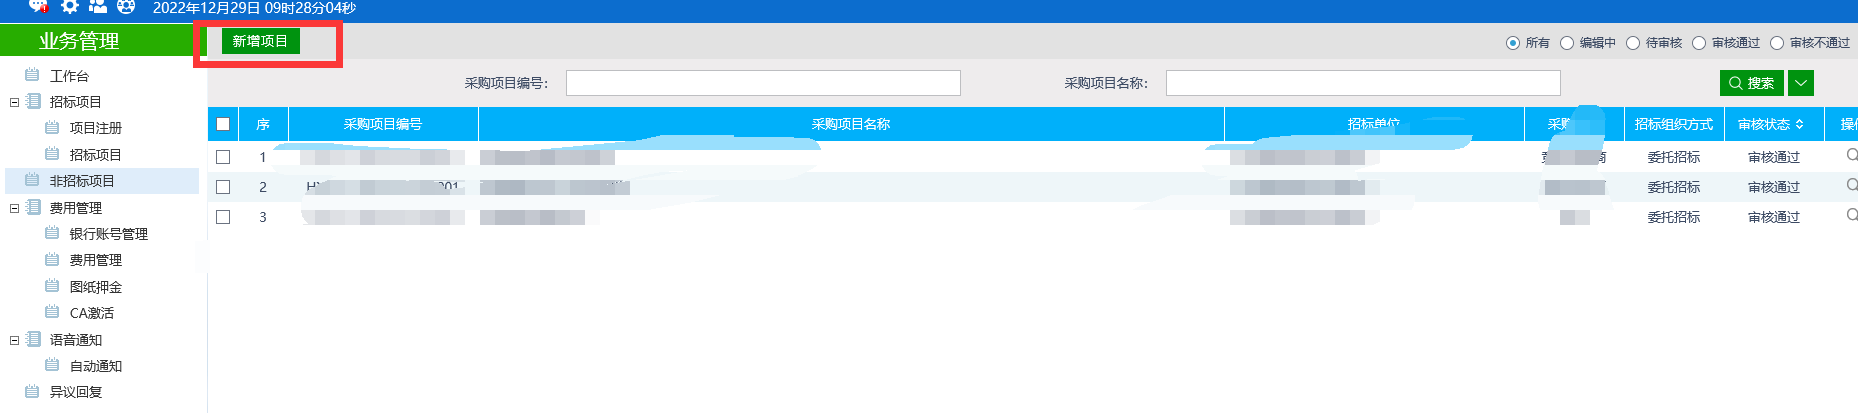 2022年12月29日 09时28分04秒
业务管理
新增项目
所有 编辑中 待审核 审核通过 审核不通过
工作台
采购项目编号: 采购项目名称: 搜索
招标项目
项目注册
招标项目
非招标项目
费用管理
银行账号管理
费用管理
图纸押金
CA激活
语音通知
自动通知
异议回复
序 采购项目编号 采购项目名称 招标单位 采购 招标组织方式 审核状态
1 商 委托招标 审核通过
2 委托招标 审核通过
3 委托招标 审核通过